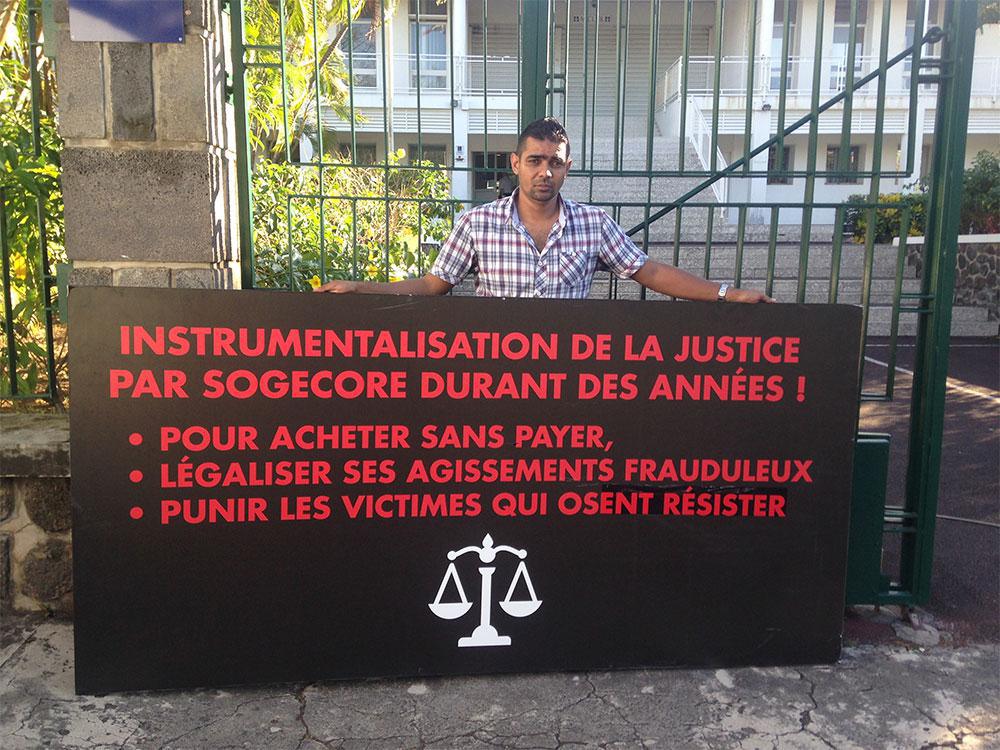 INSTRUMENTALISATION DE LA JUSTICE
PAR SOGECORE DURANT DES ANNÉES !
• POUR ACHETER SANS PAYER,
• LÉGALISER SES AGISSEMENTS FRAUDULEUX
• PUNIR LES VICTIMES QUI OSENT RÉSISTER